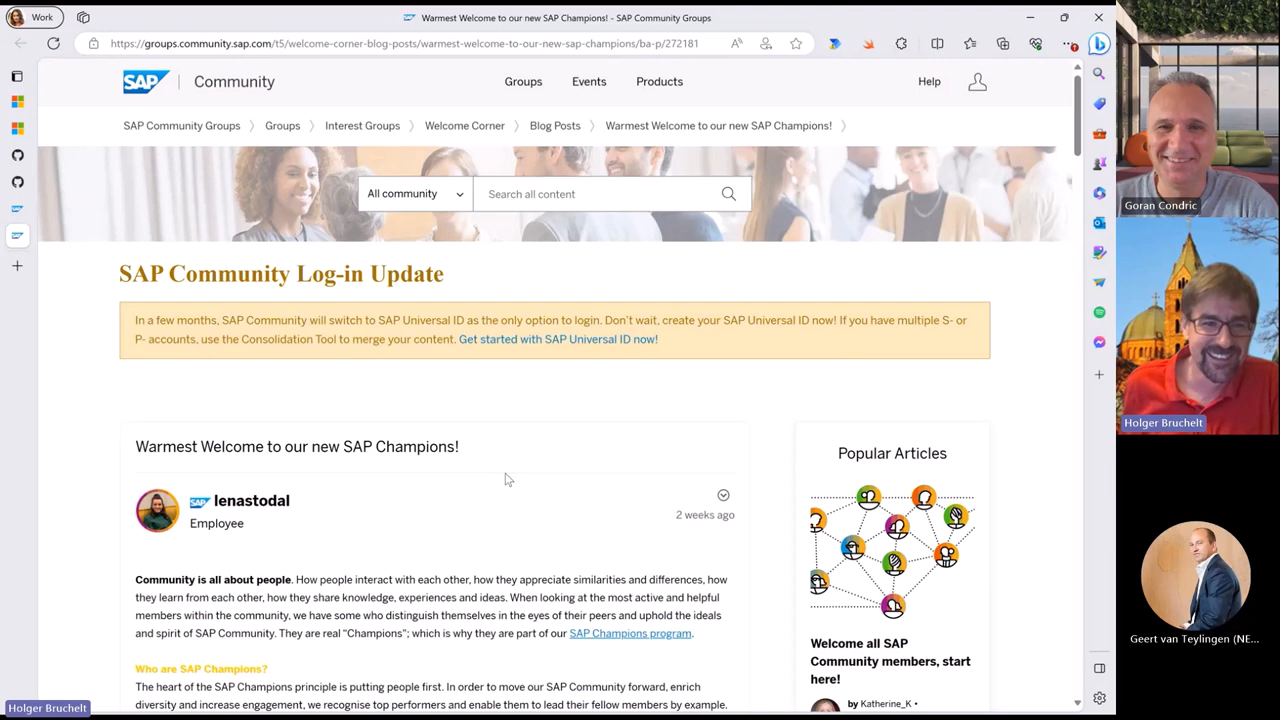 Work
Warmest Welcome to our new SAP Champions! - SAP Community Groups
https://groups.community.sap.com/t5/welcome-corner-blog-posts/warmest-welcome-to-our-new-sap-champions/ba-p/272181
SAP Community
Groups Events Products
Help
SAP Community Groups
Groups
Interest Groups
Welcome Corner
Blog Posts
Warmest Welcome to our new SAP Champions!
All community
Search all content
SAP Community Log-in Update
In a few months, SAP Community will switch to SAP Universal ID as the only option to login. Don't wait, create your SAP Universal ID now! If you have multiple S- or
P- accounts, use the Consolidation Tool to merge your content. Get started with SAP Universal ID now!
Warmest Welcome to our new SAP Champions!
SAP lenastodal
Employee
2 weeks ago
Community is all about people. How people interact with each other, how they appreciate similarities and differences, how
they learn from each other, how they share knowledge, experiences and ideas. When looking at the most active and helpful
members within the community, we have some who distinguish themselves in the eyes of their peers and uphold the ideals
and spirit of SAP Community. They are real "Champions"; which is why they are part of our SAP Champions program.
Who are SAP Champions?
The heart of the SAP Champions principle is putting people first. In order to move our SAP Community forward, enrich
diversity and increase engagement, we recognise top performers and enable them to lead their fellow members by example.
Popular Articles
Welcome all SAP
Community members, start
here!
by Katherine_K •
Goran Condric
Holger Bruchelt
Geert van Teylingen (NE...
Holger Bruchelt